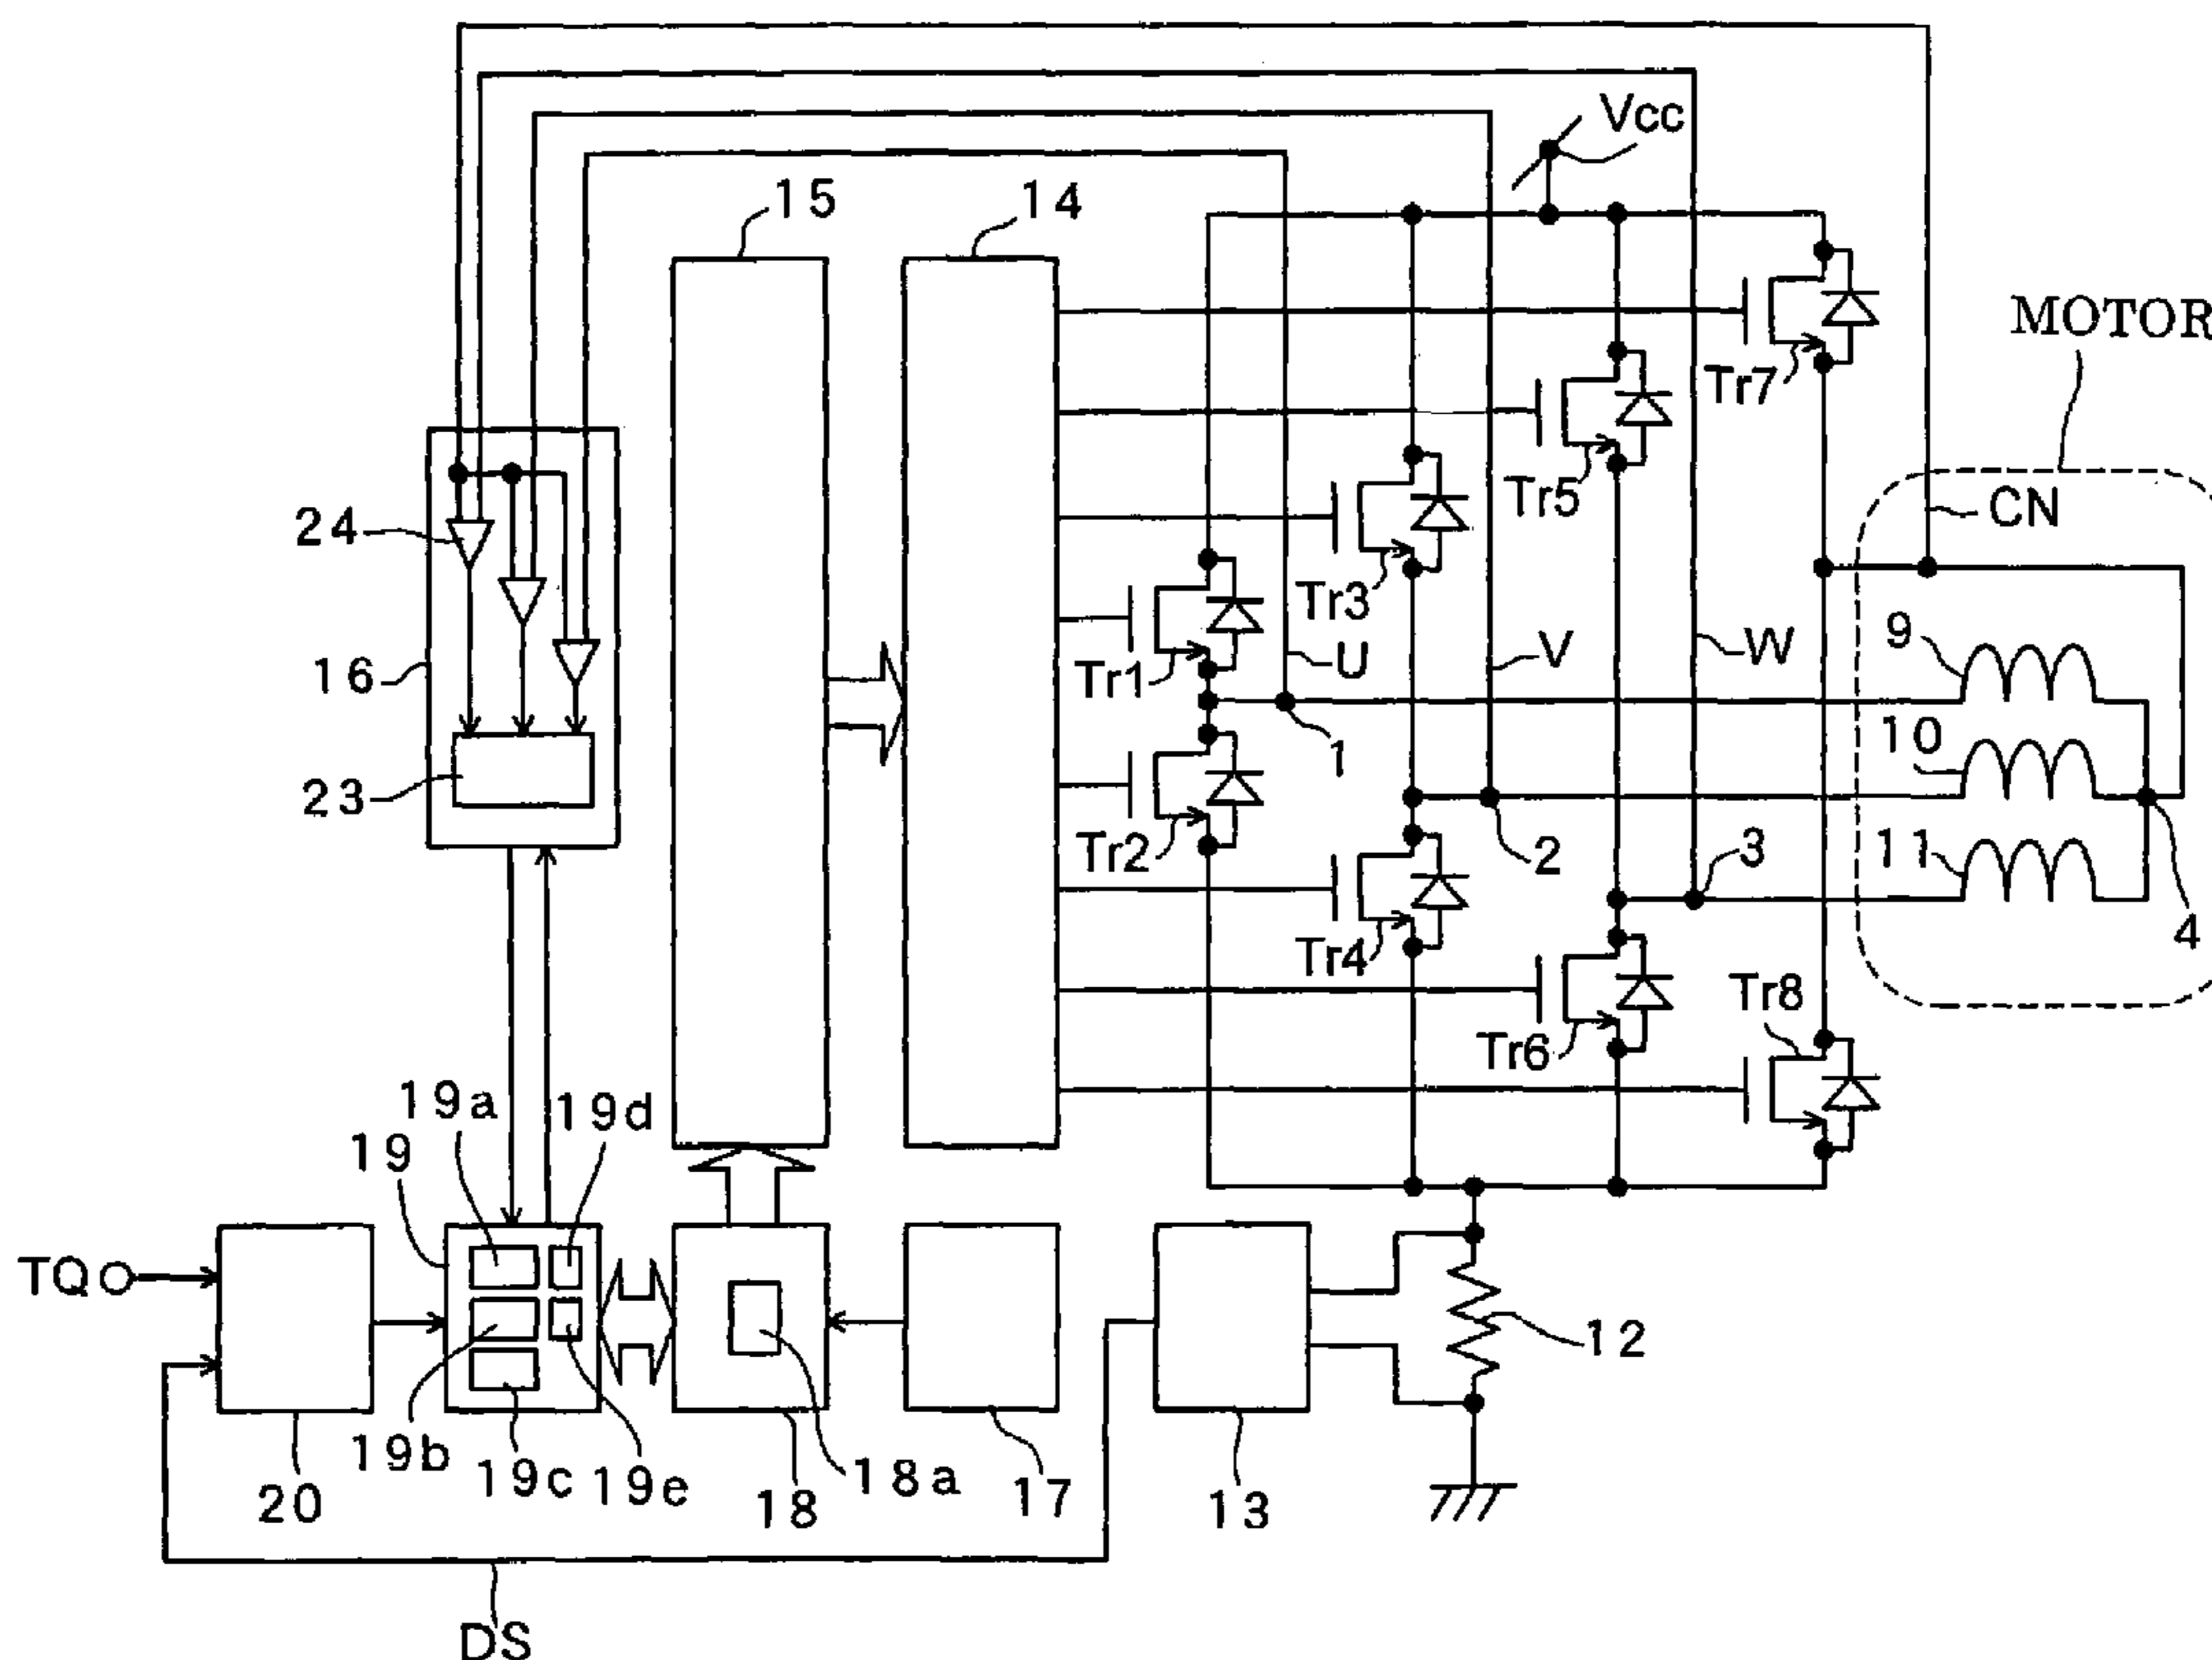 Vcc
15
14
MOTOR
Tr7
Tr5
CN
24
Tr3
9
16
Tr1
U
V
W
10
1
23
Tr2
2
3
11
4
Tr4
Tr8
Tr6
19a
19d
19
TQ
12
19b
19c
19e
18a
20
18
17
13
DS